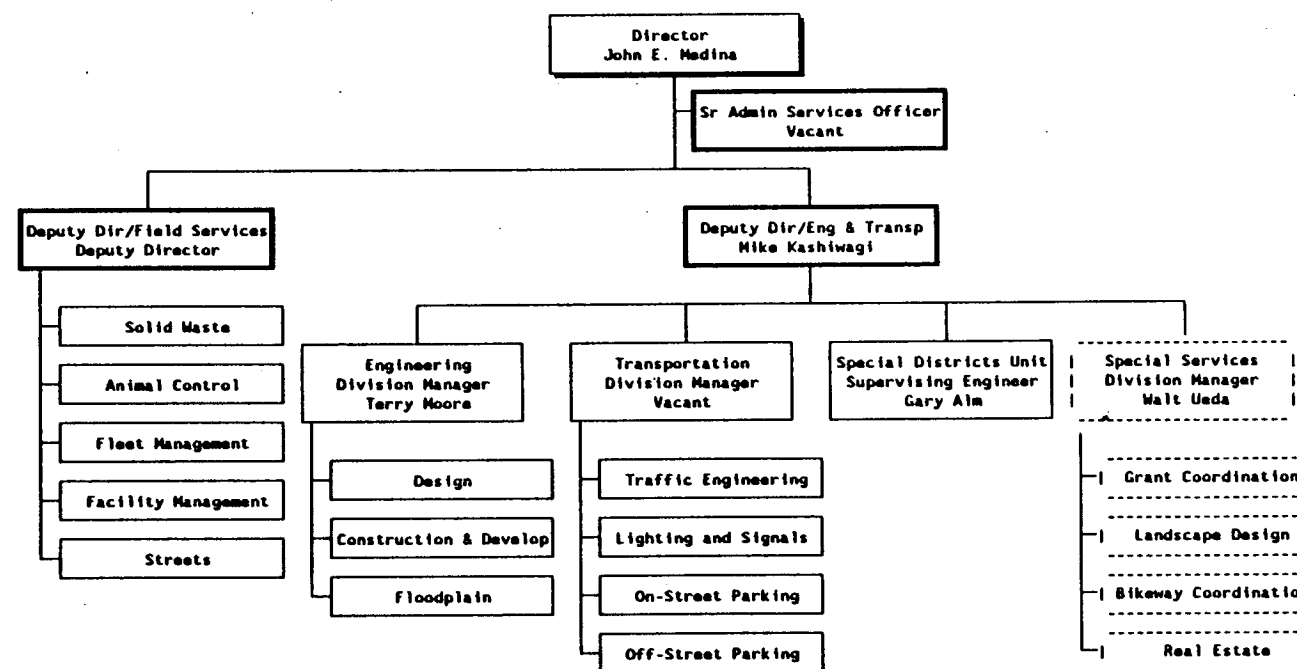 Director
John E. Medina
Sr Admin Services Officer
Vacant
Deputy Dir/Field Services
Deputy Director
Deputy Dir/Eng & Transp
Mike Kashiwagi
Solid Waste
Animal Control
Fleet Management
Facility Management
Streets
Engineering
Division Manager
Terry Moore
Design
Construction & Develop
Floodplain
Transportation
Division Manager
Vacant
Traffic Engineering
Lighting and Signals
On-Street Parking
Off-Street Parking
Special Districts Unit
Supervising Engineer
Gary Alm
Special Services
Division Manager
Walt Ueda
Grant Coordination
Landscape Design
Bikeway Coordinatio
Real Estate